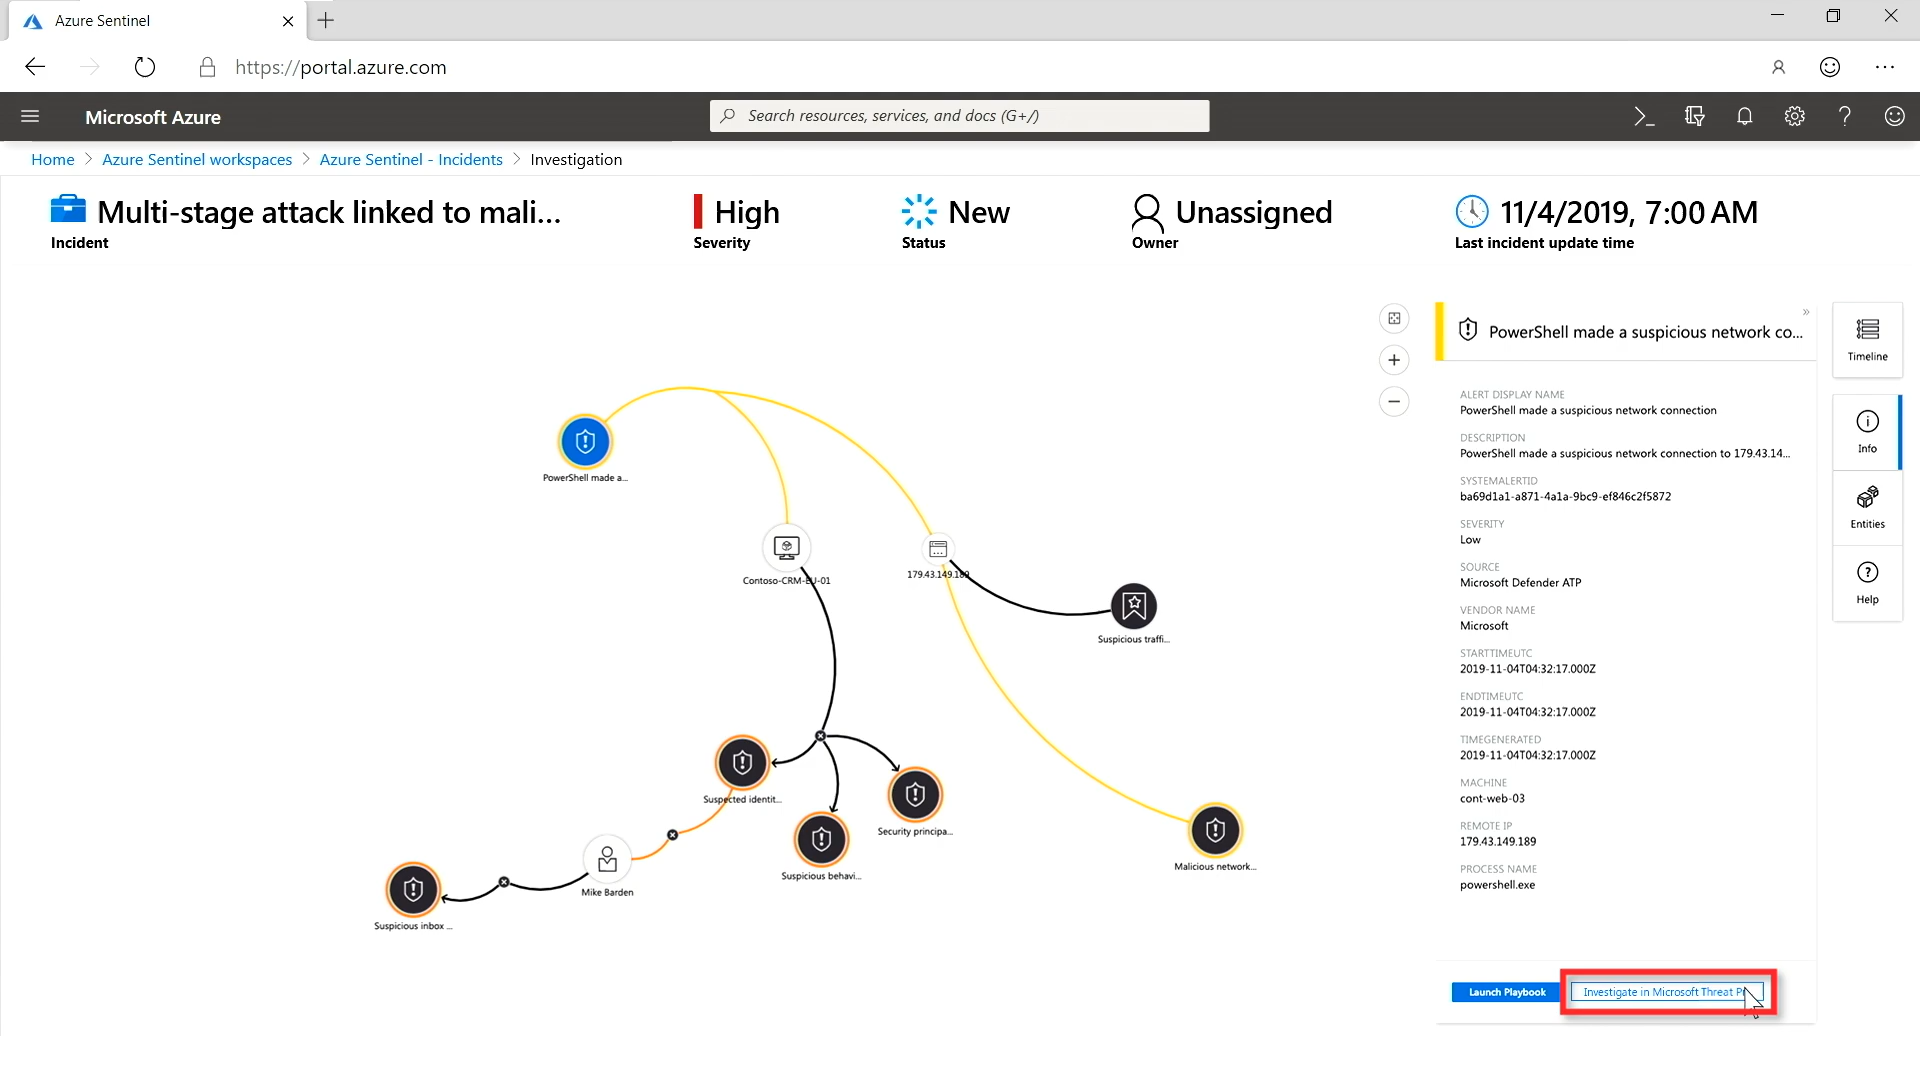 Azure Sentinel
https://portal.azure.com
Microsoft Azure
Search resources, services, and docs (G+/)
Home > Azure Sentinel workspaces > Azure Sentinel - Incidents > Investigation
Multi-stage attack linked to mali...
Incident
High
Severity
New
Status
Unassigned
Owner
11/4/2019, 7:00 AM
Last incident update time
PowerShell made a...
Contoso-CRM-EU-01
179.43.149.189
Suspicious traffi...
Suspected identit...
Security principa...
Suspicious behavi...
Malicious network...
Mike Barden
Suspicious inbox ...
PowerShell made a suspicious network co...
ALERT DISPLAY NAME
PowerShell made a suspicious network connection
DESCRIPTION
PowerShell made a suspicious network connection to 179.43.14...
SYSTEMALERTID
ba69d1a1-a871-4a1a-9bc9-ef846c2f5872
SEVERITY
Low
SOURCE
Microsoft Defender ATP
VENDOR NAME
Microsoft
STARTTIMEUTC
2019-11-04T04:32:17.000Z
ENDTIMEUTC
2019-11-04T04:32:17.000Z
TIMEGENERATED
2019-11-04T04:32:17.000Z
MACHINE
cont-web-03
REMOTE IP
179.43.149.189
PROCESS NAME
powershell.exe
Launch Playbook
Investigate in Microsoft Threat
Timeline
Info
Entities
Help